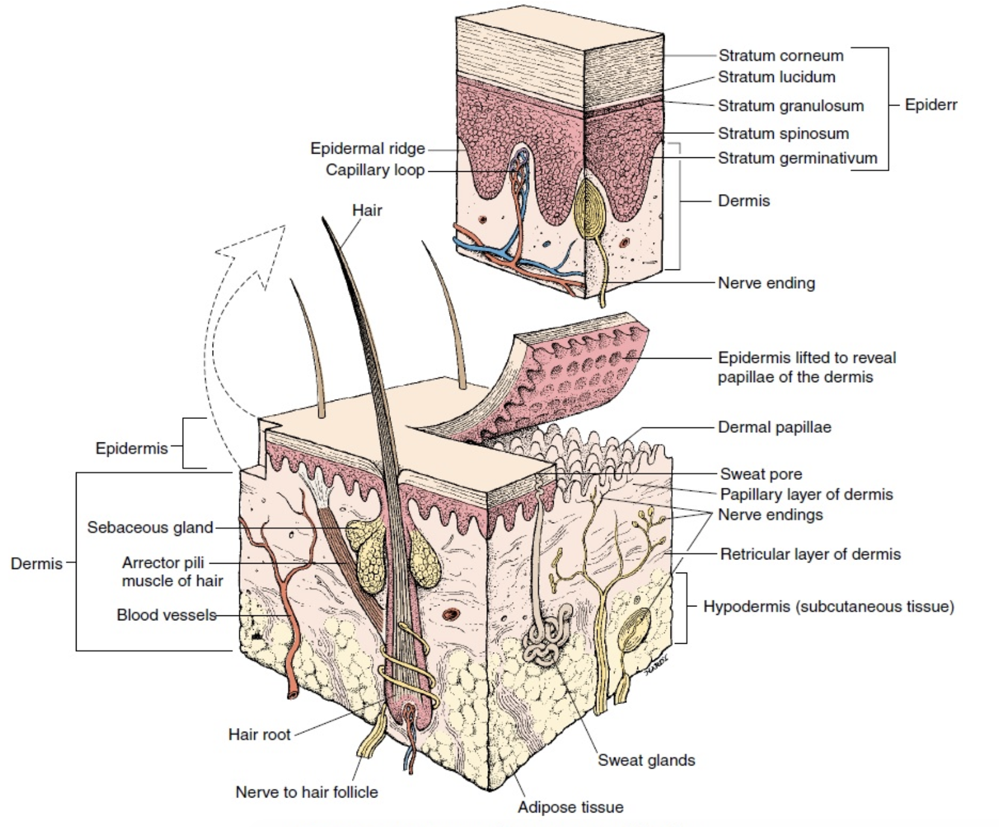 Stratum corneum
Stratum lucidum
Stratum granulosum
Epiderr
Stratum spinosum
Epidermal ridge
Stratum germinativum
Capillary loop
Dermis
Hair
Nerve ending
Epidermis lifted to reveal
papillae of the dermis
Dermal papillae
Epidermis
Sweat pore
Papillary layer of dermis
Nerve endings
Sebaceous gland
Retricular layer of dermis
Dermis
Arrector pili
muscle of hair
Hypodermis (subcutaneous tissue)
Blood vessels
Hair root
Sweat glands
Nerve to hair follicle
Adipose tissue